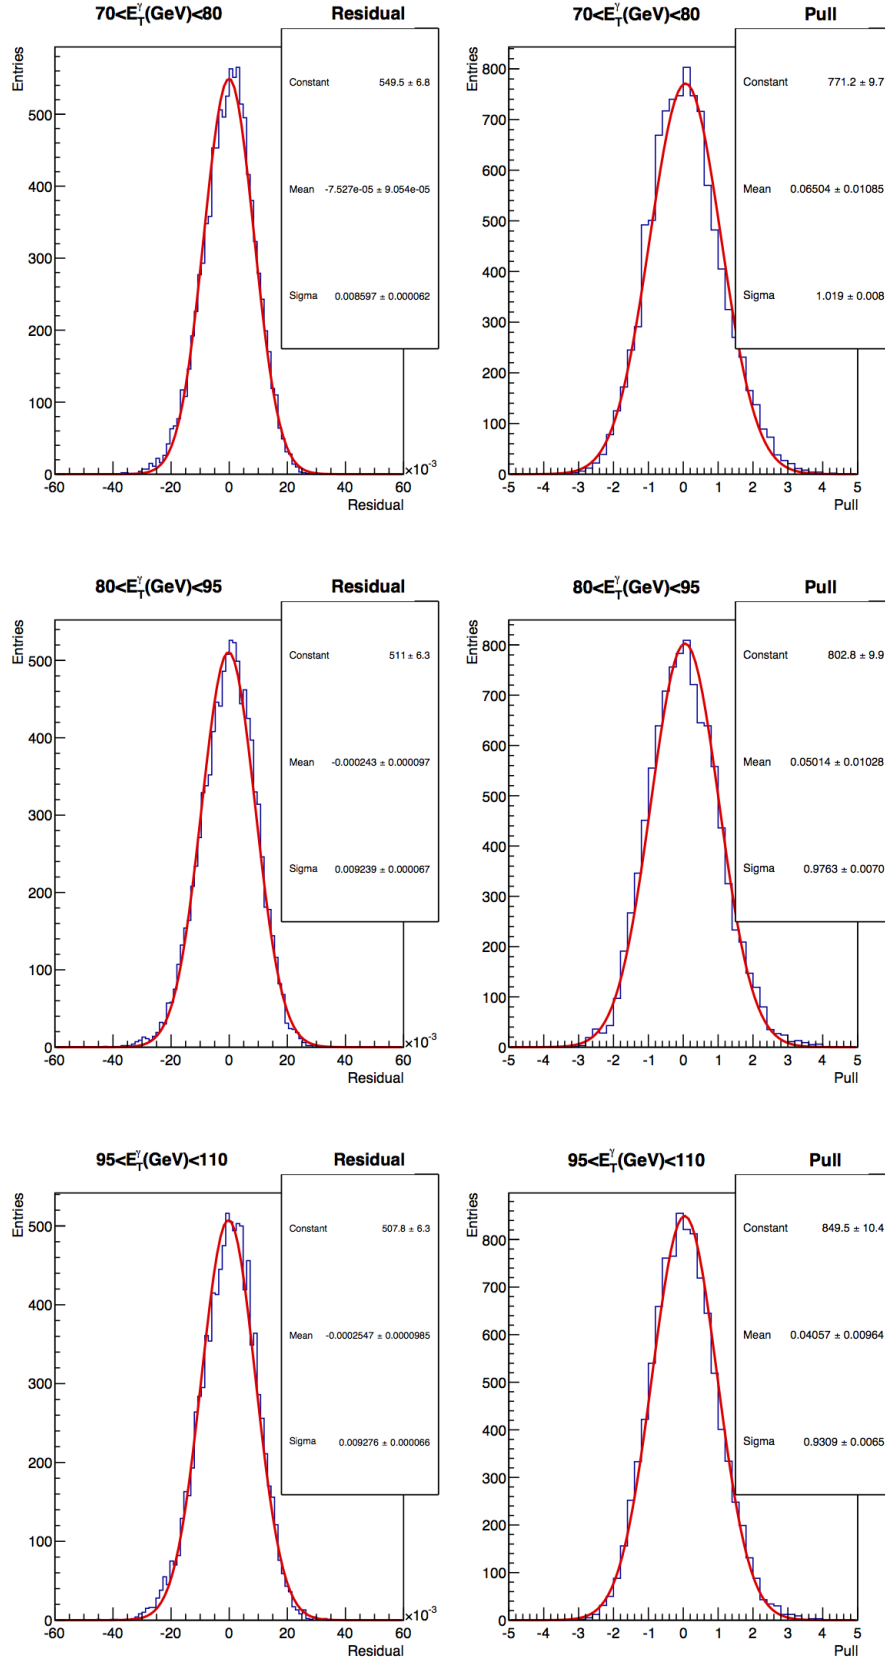 70<E_T^γ(GeV)<80 Residual
Entries
Constant 549.5 ± 6.8
Mean -7.527e-05 ± 9.054e-05
Sigma 0.008597 ± 0.000062
500
400
300
200
100
0
-60 -40 -20 0 20 40 60 ×10^-3
Residual
70<E_T^γ(GeV)<80 Pull
Entries
Constant 771.2 ± 9.7
Mean 0.06504 ± 0.01085
Sigma 1.019 ± 0.008
800
700
600
500
400
300
200
100
0
-5 -4 -3 -2 -1 0 1 2 3 4 5
Pull
80<E_T^γ(GeV)<95 Residual
Entries
Constant 511 ± 6.3
Mean -0.000243 ± 0.000097
Sigma 0.009239 ± 0.000067
500
400
300
200
100
0
-60 -40 -20 0 20 40 60 ×10^-3
Residual
80<E_T^γ(GeV)<95 Pull
Entries
Constant 802.8 ± 9.9
Mean 0.05014 ± 0.01028
Sigma 0.9763 ± 0.0070
800
700
600
500
400
300
200
100
0
-5 -4 -3 -2 -1 0 1 2 3 4 5
Pull
95<E_T^γ(GeV)<110 Residual
Entries
Constant 507.8 ± 6.3
Mean -0.0002547 ± 0.0000985
Sigma 0.009276 ± 0.000066
500
400
300
200
100
0
-60 -40 -20 0 20 40 60 ×10^-3
Residual
95<E_T^γ(GeV)<110 Pull
Entries
Constant 849.5 ± 10.4
Mean 0.04057 ± 0.00964
Sigma 0.9309 ± 0.0065
800
700
600
500
400
300
200
100
0
-5 -4 -3 -2 -1 0 1 2 3 4 5
Pull